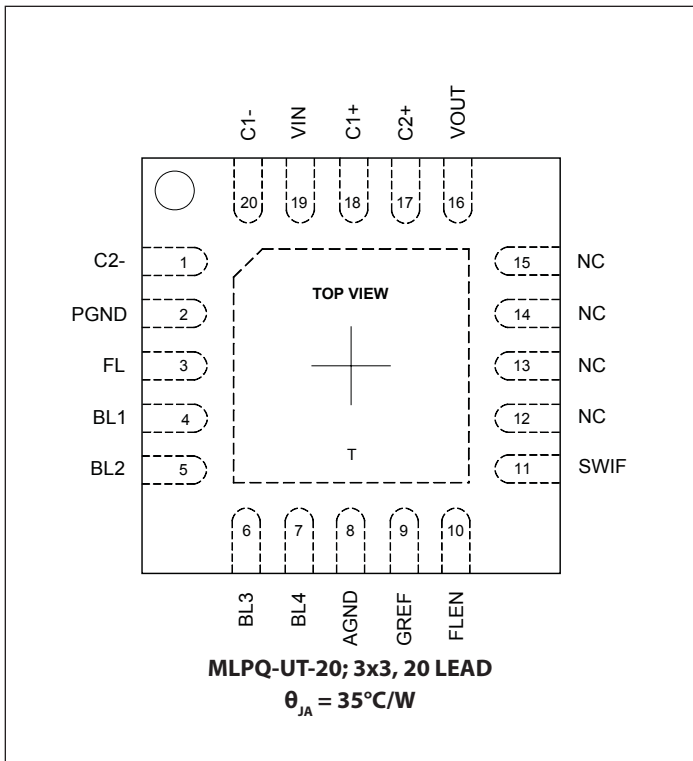 C1-
VIN
C1+
C2+
VOUT
20
19
18
17
16
C2-
1
15
NC
PGND
2
TOP VIEW
14
NC
FL
3
13
NC
BL1
4
12
NC
BL2
5
T
11
SWIF
6
7
8
9
10
BL3
BL4
AGND
GREF
FLEN
MLPQ-UT-20; 3x3, 20 LEAD
θJA = 35°C/W